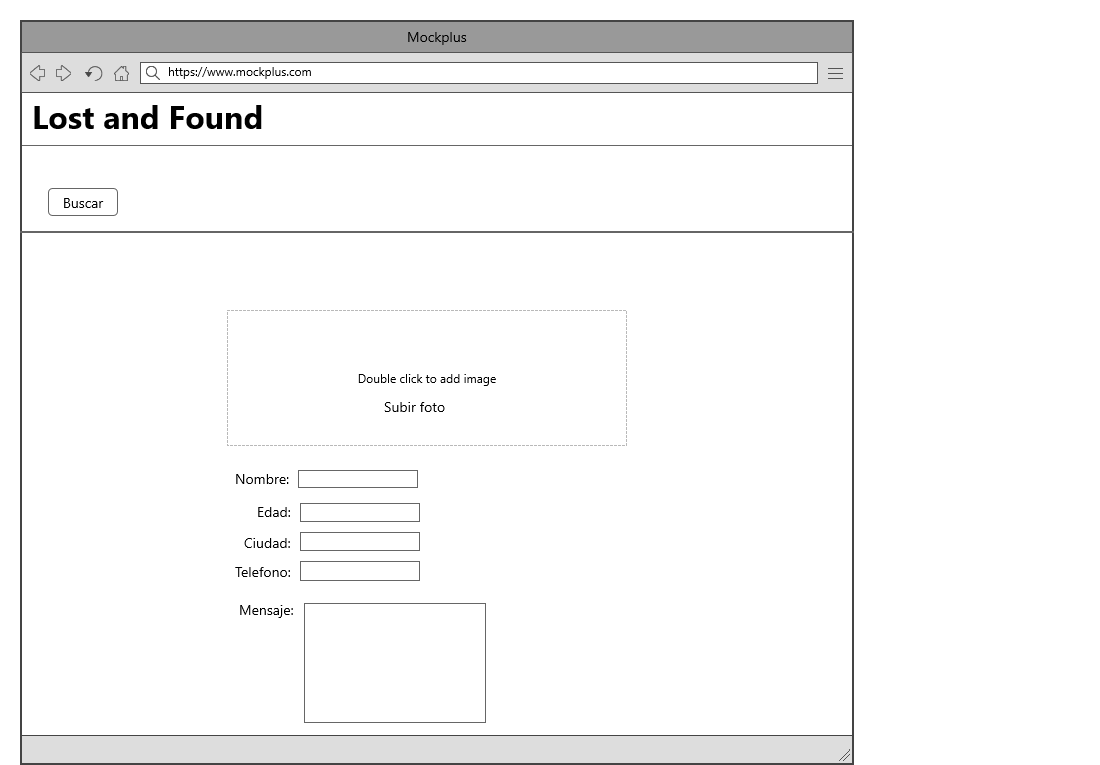 Mockplus
https://www.mockplus.com
Lost and Found
Buscar
Double click to add image
Subir foto
Nombre:
Edad:
Ciudad:
Telefono:
Mensaje: